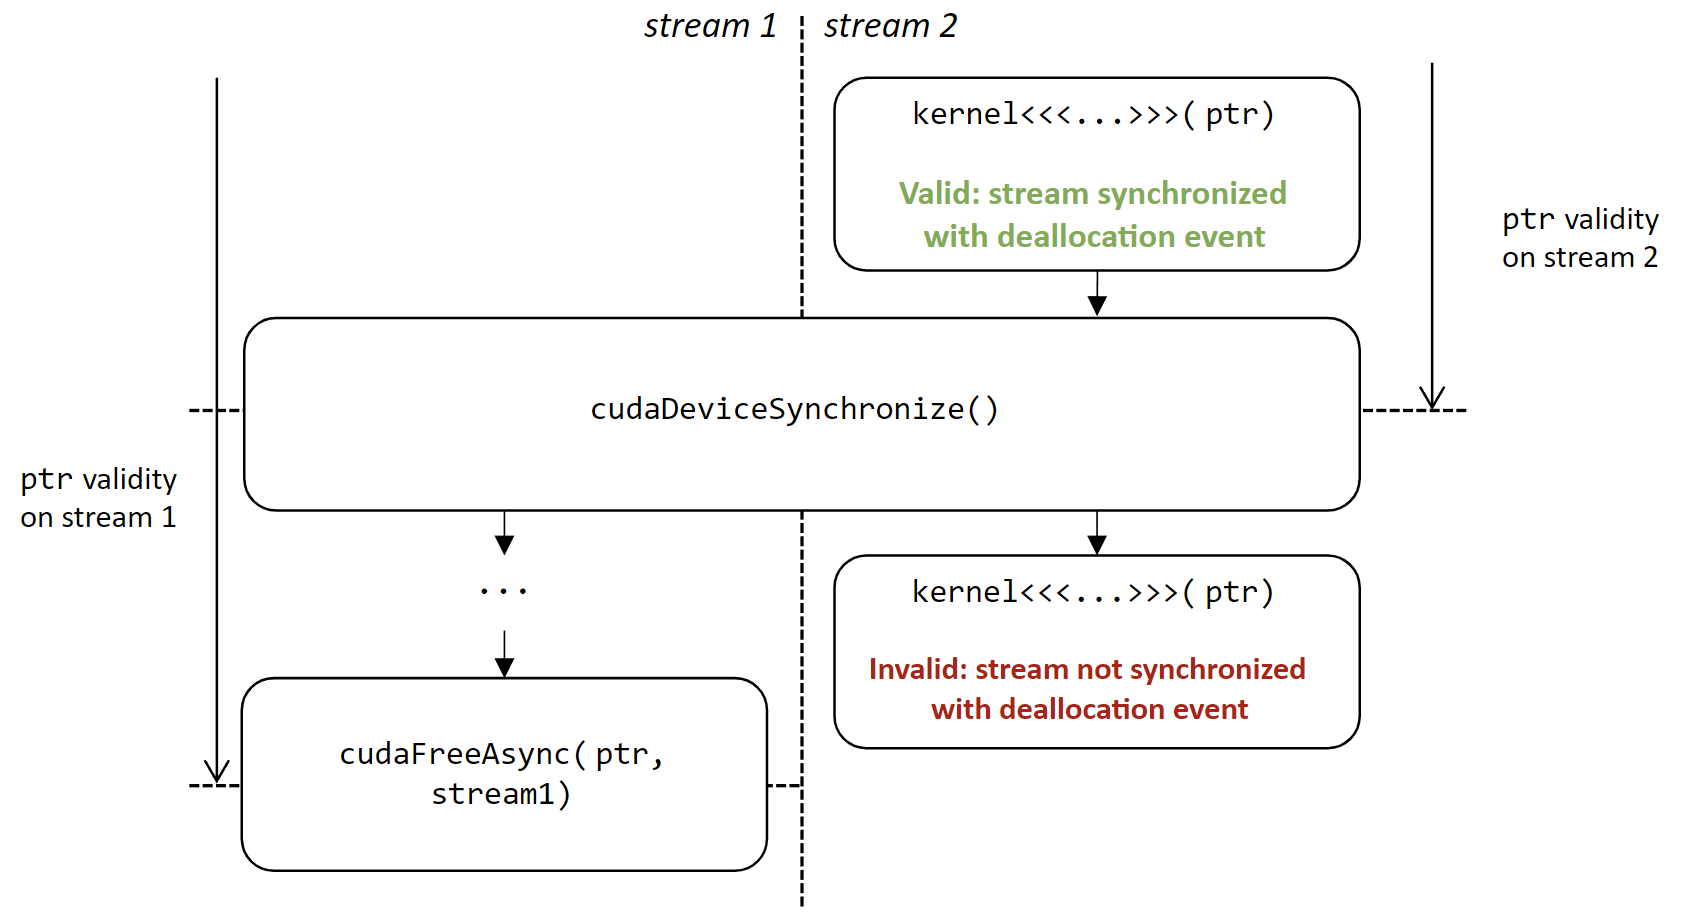 stream 1
stream 2
kernel<<<...>>>(ptr)
Valid: stream synchronized
with deallocation event
ptr validity
on stream 2
cudaDeviceSynchronize()
ptr validity
on stream 1
...
kernel<<<...>>>(ptr)
Invalid: stream not synchronized
with deallocation event
cudaFreeAsync(ptr,
stream1)